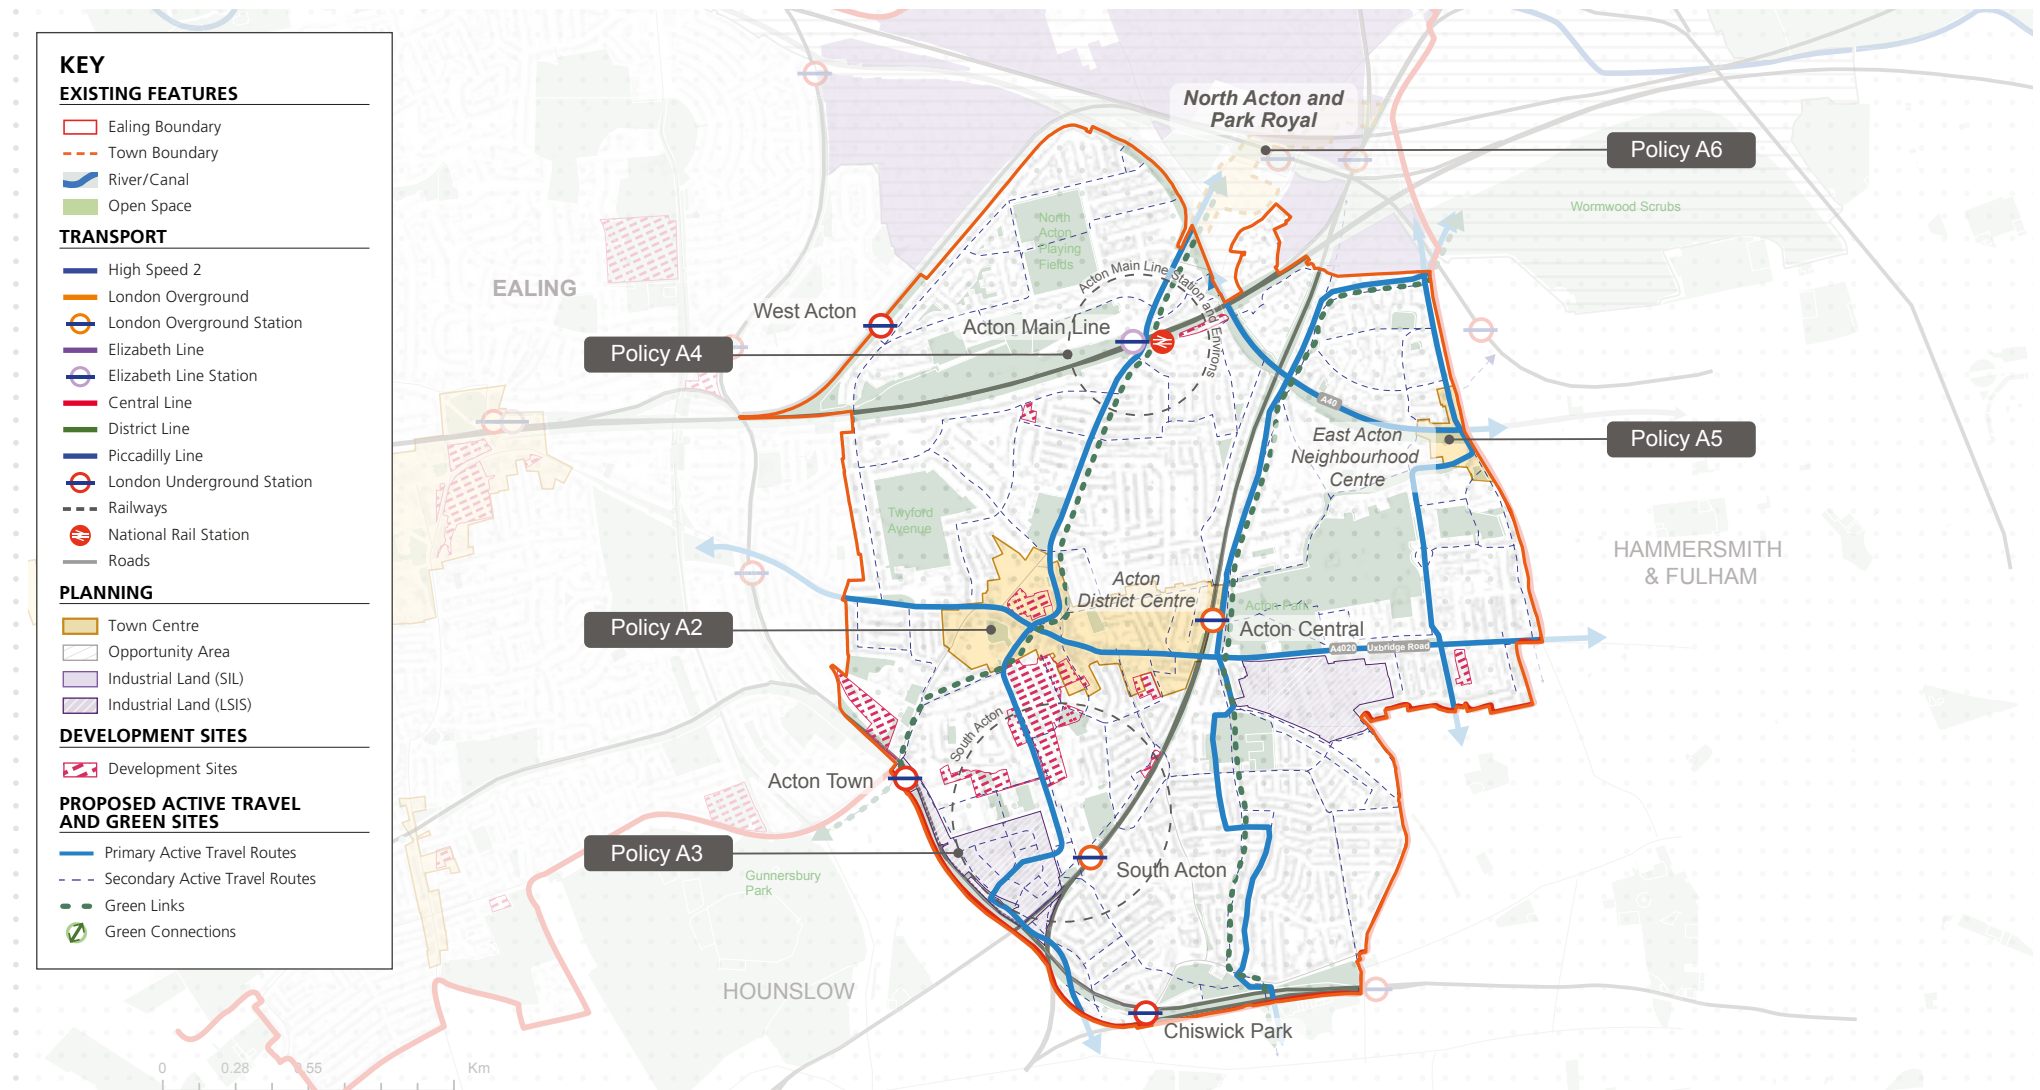 KEY
EXISTING FEATURES
Ealing Boundary
Town Boundary
River/Canal
Open Space
TRANSPORT
High Speed 2
London Overground
London Overground Station
Elizabeth Line
Elizabeth Line Station
Central Line
District Line
Piccadilly Line
London Underground Station
Railways
National Rail Station
Roads
PLANNING
Town Centre
Opportunity Area
Industrial Land (SIL)
Industrial Land (LSIS)
DEVELOPMENT SITES
Development Sites
PROPOSED ACTIVE TRAVEL
AND GREEN SITES
Primary Active Travel Routes
Secondary Active Travel Routes
Green Links
Green Connections
North Acton and
Park Royal
Policy A6
Wormwood Scrubs
North
Acton
Playing
Fields
EALING
Acton Main Line Station and Environs
West Acton
Acton Main Line
Policy A4
A40
East Acton
Neighbourhood
Centre
Policy A5
Twyford
Avenue
HAMMERSMITH
& FULHAM
Acton
District Centre
Acton Park
Policy A2
Acton Central
A4020
Uxbridge Road
South Acton
Acton Town
Policy A3
South Acton
Gunnersbury
Park
HOUNSLOW
Chiswick Park
0
0.28
0.55
Km